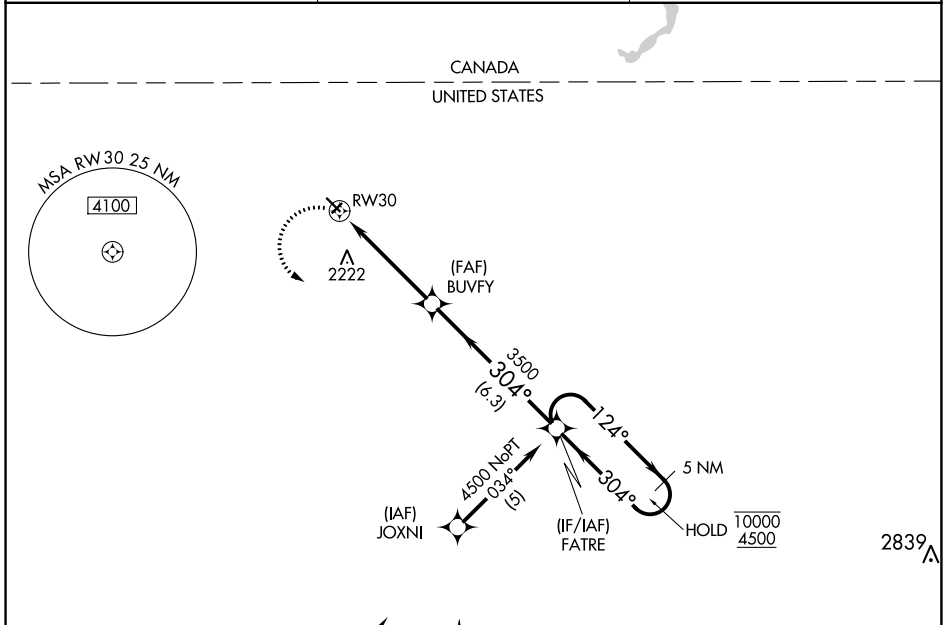 CANADA
UNITED STATES
MSA RW30 25 NM
4100
RW30
2222
(FAF)
BUVFY
3500
304°
(6.3)
124°
5 NM
304°
4500 NoPT
034°
(5)
(IAF)
JOXNI
(IF/IAF)
FATRE
HOLD
10000
4500
2839